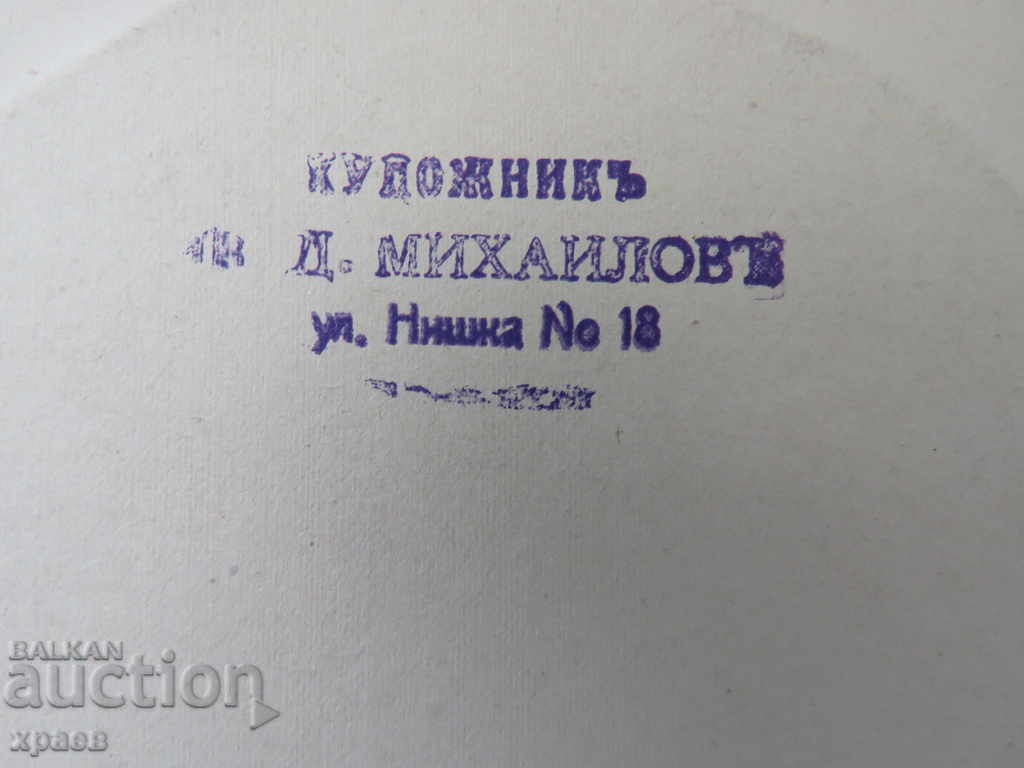 ХУДОЖНИКЪ
Д. МИХАИЛОВЪ
ул. Нишка No 18
BALKAN
auction
храев